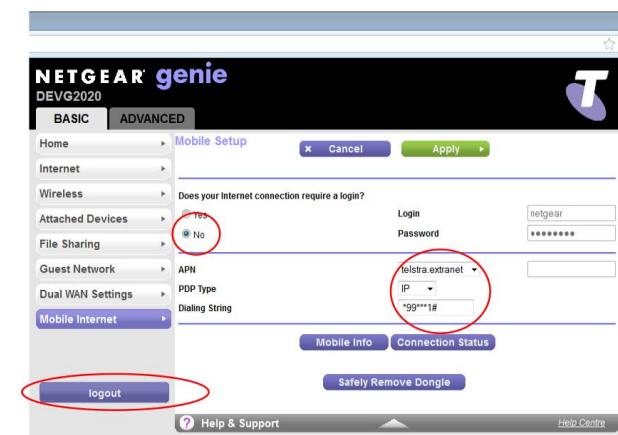 NETGEAR genie
DEVG2020
BASIC ADVANCED
Home
Internet
Wireless
Attached Devices
File Sharing
Guest Network
Dual WAN Settings
Mobile Internet
logout
Mobile Setup
× Cancel Apply
Does your Internet connection require a login?
Yes
No
Login netgear
Password ••••••••
APN telstra.extranet
PDP Type IP
Dialing String *99***1#
Mobile Info Connection Status
Safely Remove Dongle
? Help & Support Help Centre